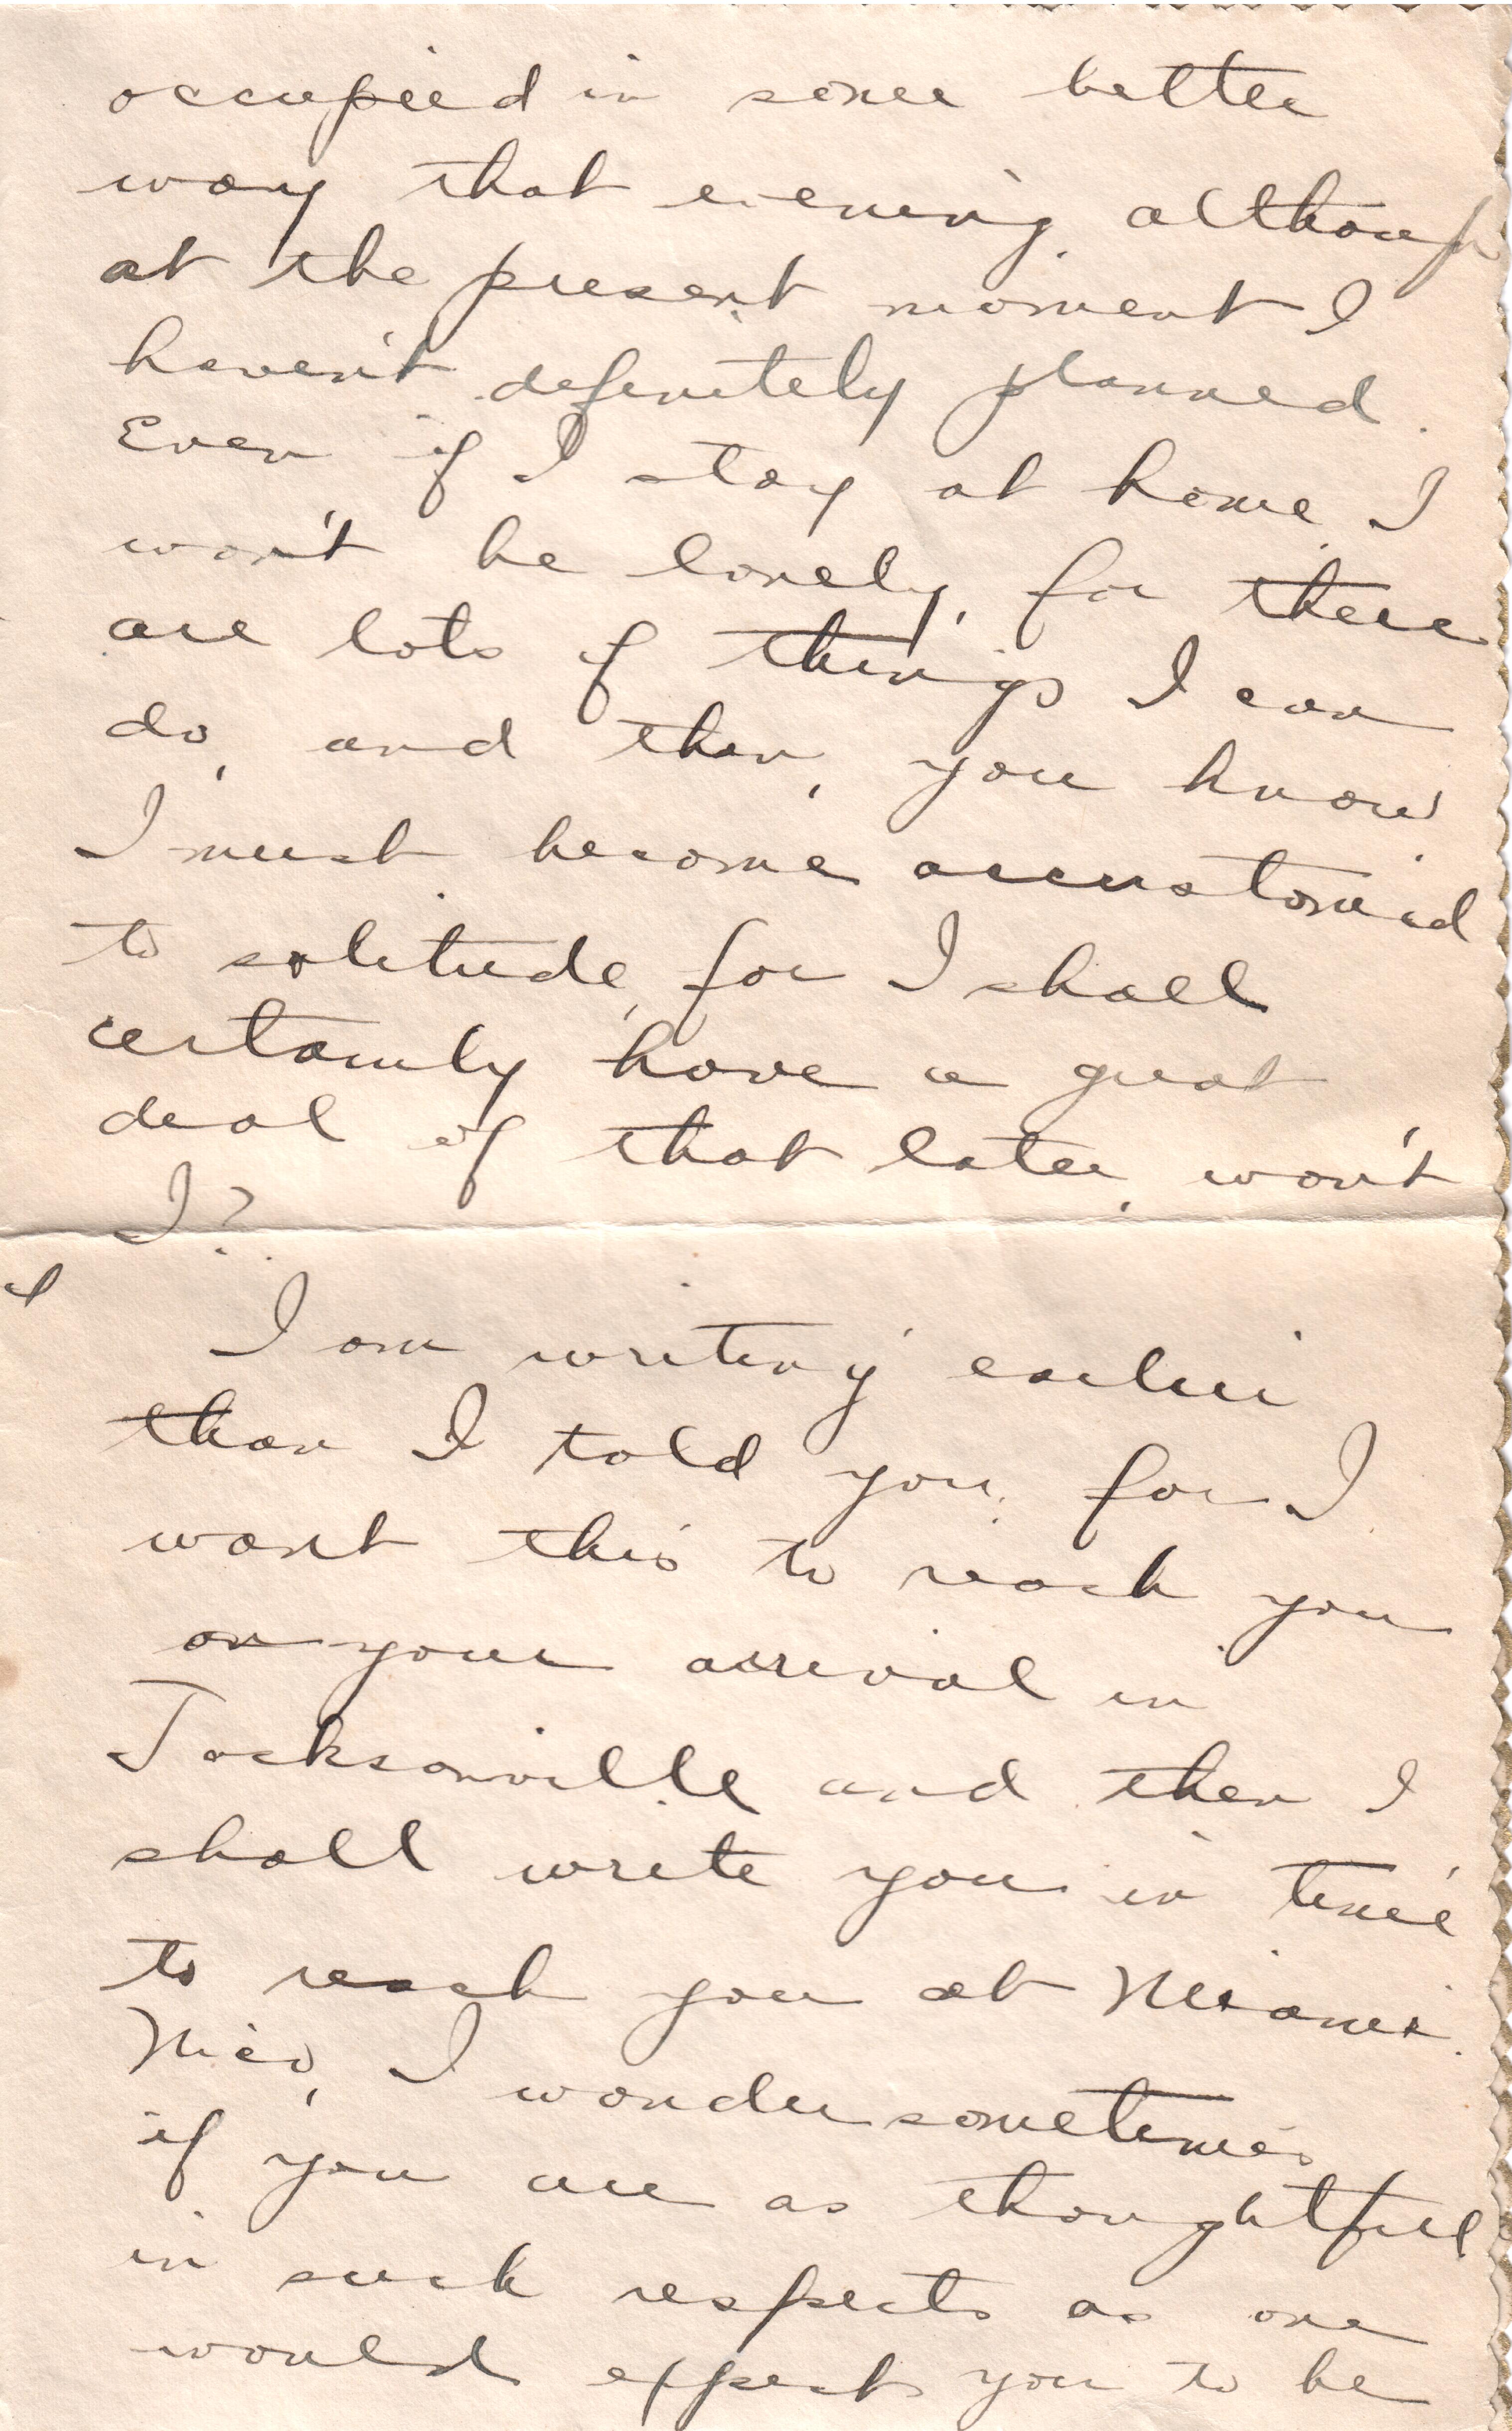 occupied in some better
way that evening, although
at the present moment I
haven't definitely planned.
Even if I stay at home, I
won't be lonely, for there
are lots of things I can
do, and then, you know
I must become accustomed
to solitude, for I shall
certainly have a great
deal of that later, won't
I?
I am writing earlier
than I told you, for I
want this to reach you
on your arrival in
Jacksonville and then I
shall write you in time
to reach you at Miami.
I wonder sometimes
if you are as thoughtful
in such respects as one
would expect you to be